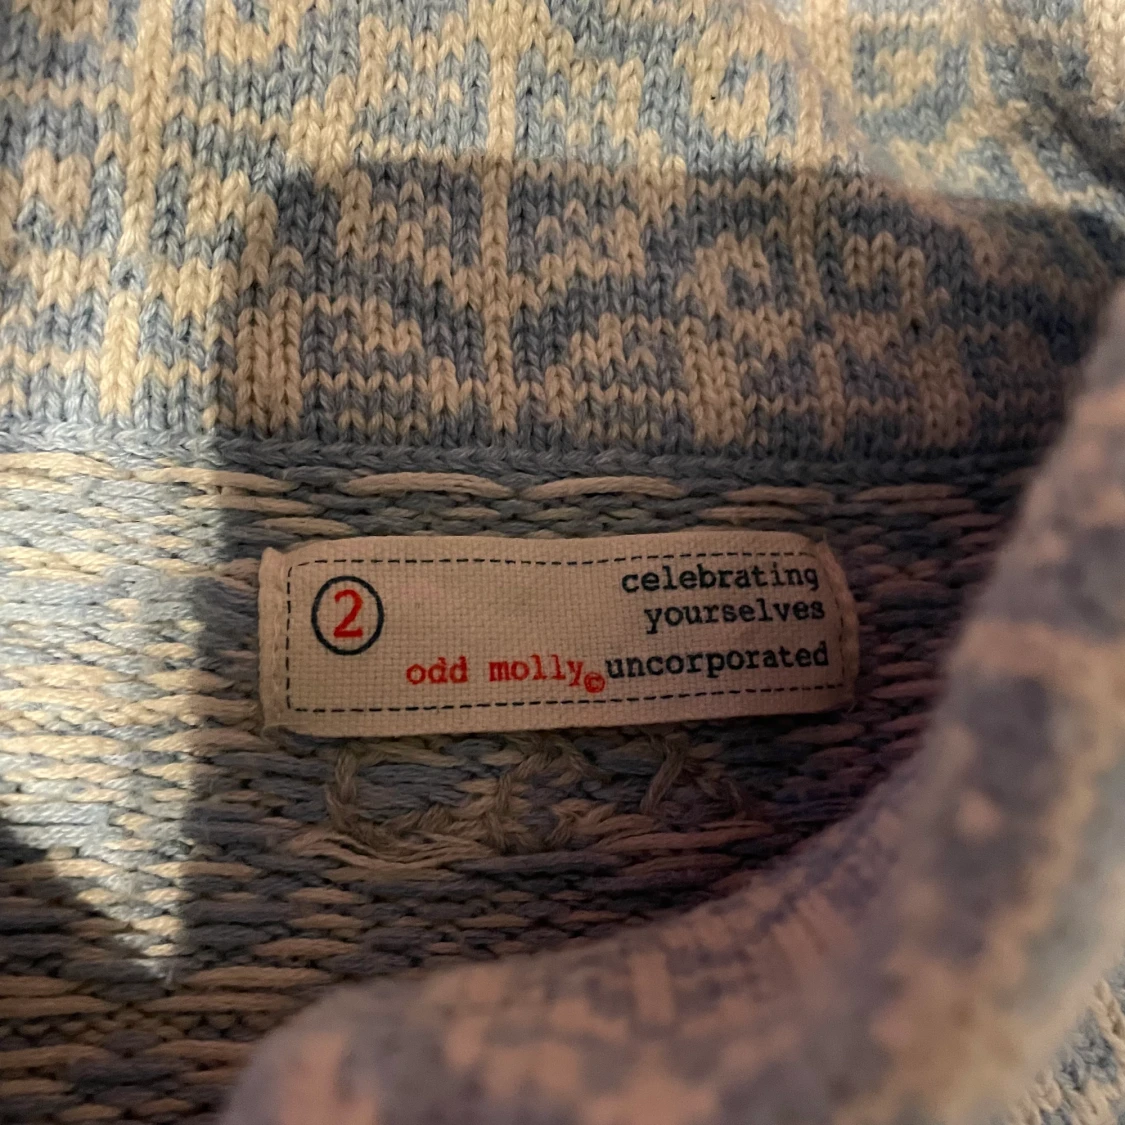 2
celebrating
yourselves
odd molly©uncorporated